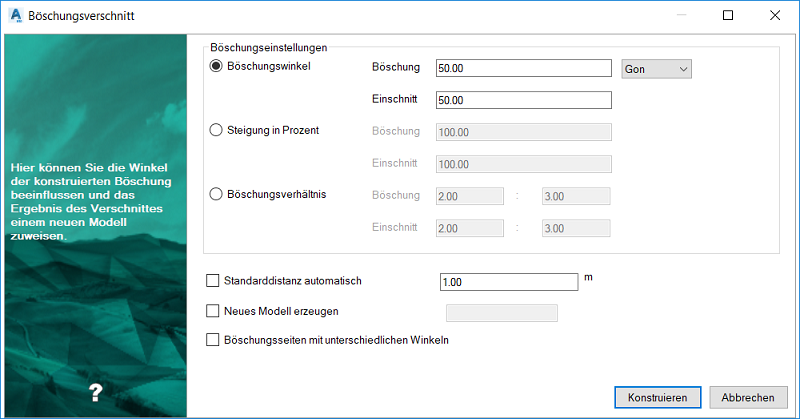 Böschungsverschnitt
Hier können Sie die Winkel
der konstruierten Böschung
beeinflussen und das
Ergebnis des Verschnittes
einem neuen Modell
zuweisen.
?
Böschungseinstellungen
Böschungswinkel Böschung 50.00 Gon
Einschnitt 50.00
Steigung in Prozent Böschung 100.00
Einschnitt 100.00
Böschungsverhältnis Böschung 2.00 : 3.00
Einschnitt 2.00 : 3.00
Standarddistanz automatisch 1.00 m
Neues Modell erzeugen
Böschungsseiten mit unterschiedlichen Winkeln
Konstruieren Abbrechen